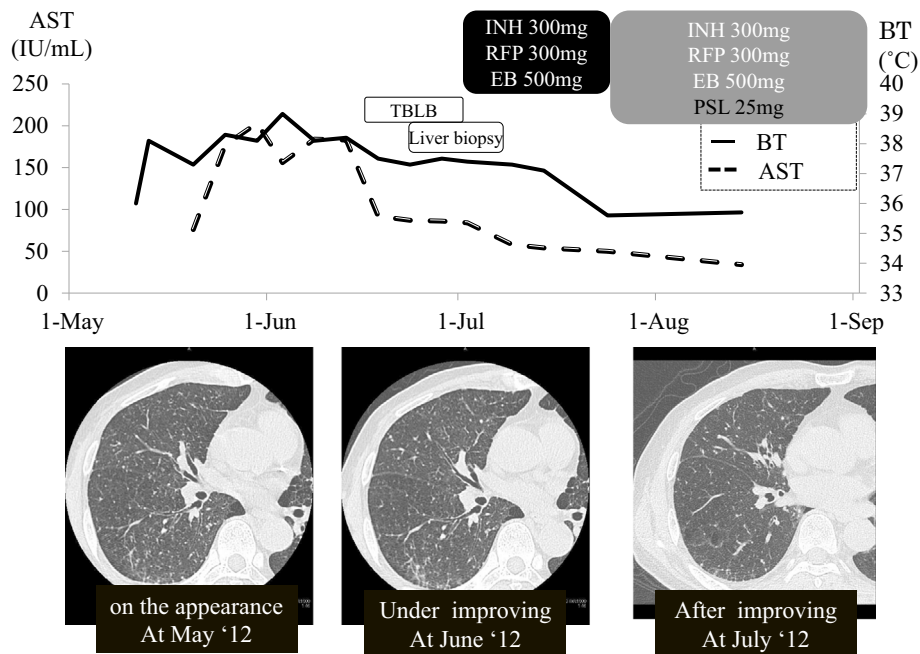 AST
(IU/mL)
INH 300mg
RFP 300mg
EB 500mg
INH 300mg
RFP 300mg
EB 500mg
PSL 25mg
BT
(˚C)
250
200
150
100
50
0
40
39
38
37
36
35
34
33
TBLB
Liver biopsy
BT
AST
1-May
1-Jun
1-Jul
1-Aug
1-Sep
on the appearance
At May ‘12
Under improving
At June ‘12
After improving
At July ‘12